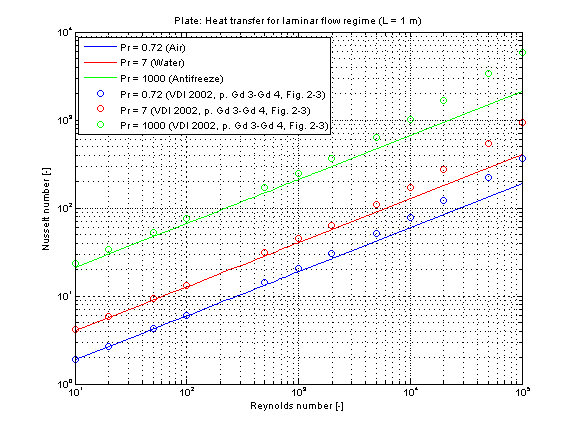 Plate: Heat transfer for laminar flow regime (L = 1 m)
10⁴
10³
10²
10¹
10⁰
Nusselt number [-]
Pr = 0.72 (Air)
Pr = 7 (Water)
Pr = 1000 (Antifreeze)
Pr = 0.72 (VDI 2002, p. Gd 3-Gd 4, Fig. 2-3)
Pr = 7 (VDI 2002, p. Gd 3-Gd 4, Fig. 2-3)
Pr = 1000 (VDI 2002, p. Gd 3-Gd 4, Fig. 2-3)
10¹ 10² 10³ 10⁴ 10⁵
Reynolds number [-]